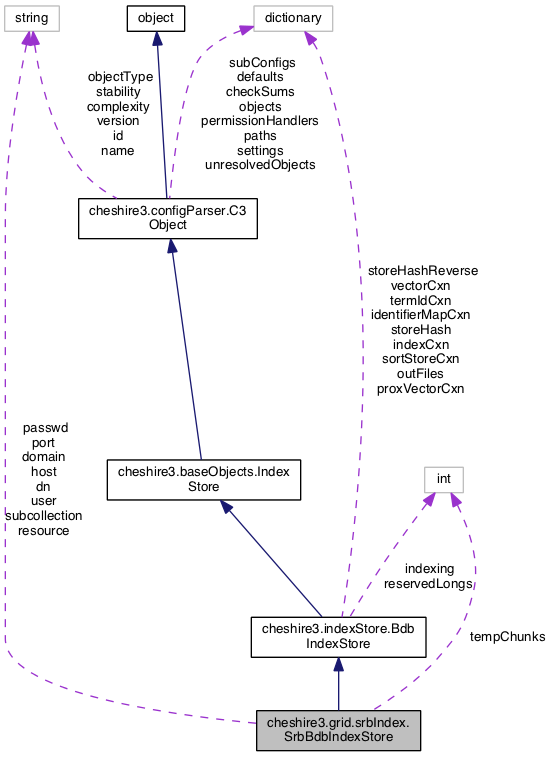 string
object
dictionary
objectType
stability
complexity
version
id
name
subConfigs
defaults
checkSums
objects
permissionHandlers
paths
settings
unresolvedObjects
cheshire3.configParser.C3
Object
storeHashReverse
vectorCxn
termIdCxn
identifierMapCxn
storeHash
indexCxn
sortStoreCxn
outFiles
proxVectorCxn
passwd
port
domain
host
dn
user
subcollection
resource
cheshire3.baseObjects.Index
Store
int
indexing
reservedLongs
cheshire3.indexStore.Bdb
IndexStore
tempChunks
cheshire3.grid.srbIndex.
SrbBdbIndexStore